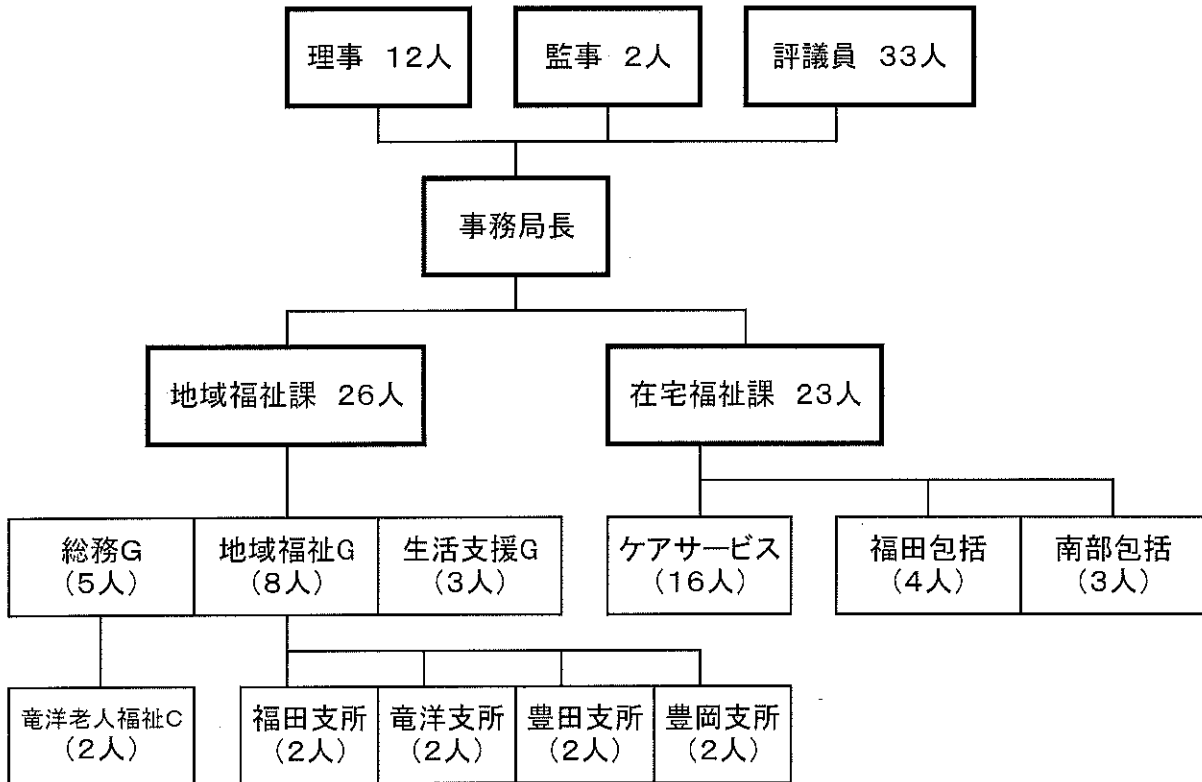 理事 12人
監事 2人
評議員 33人
事務局長
地域福祉課 26人
在宅福祉課 23人
総務G
(5人)
地域福祉G
(8人)
生活支援G
(3人)
ケアサービス
(16人)
福田包括
(4人)
南部包括
(3人)
竜洋老人福祉C
(2人)
福田支所
(2人)
竜洋支所
(2人)
豊田支所
(2人)
豊岡支所
(2人)